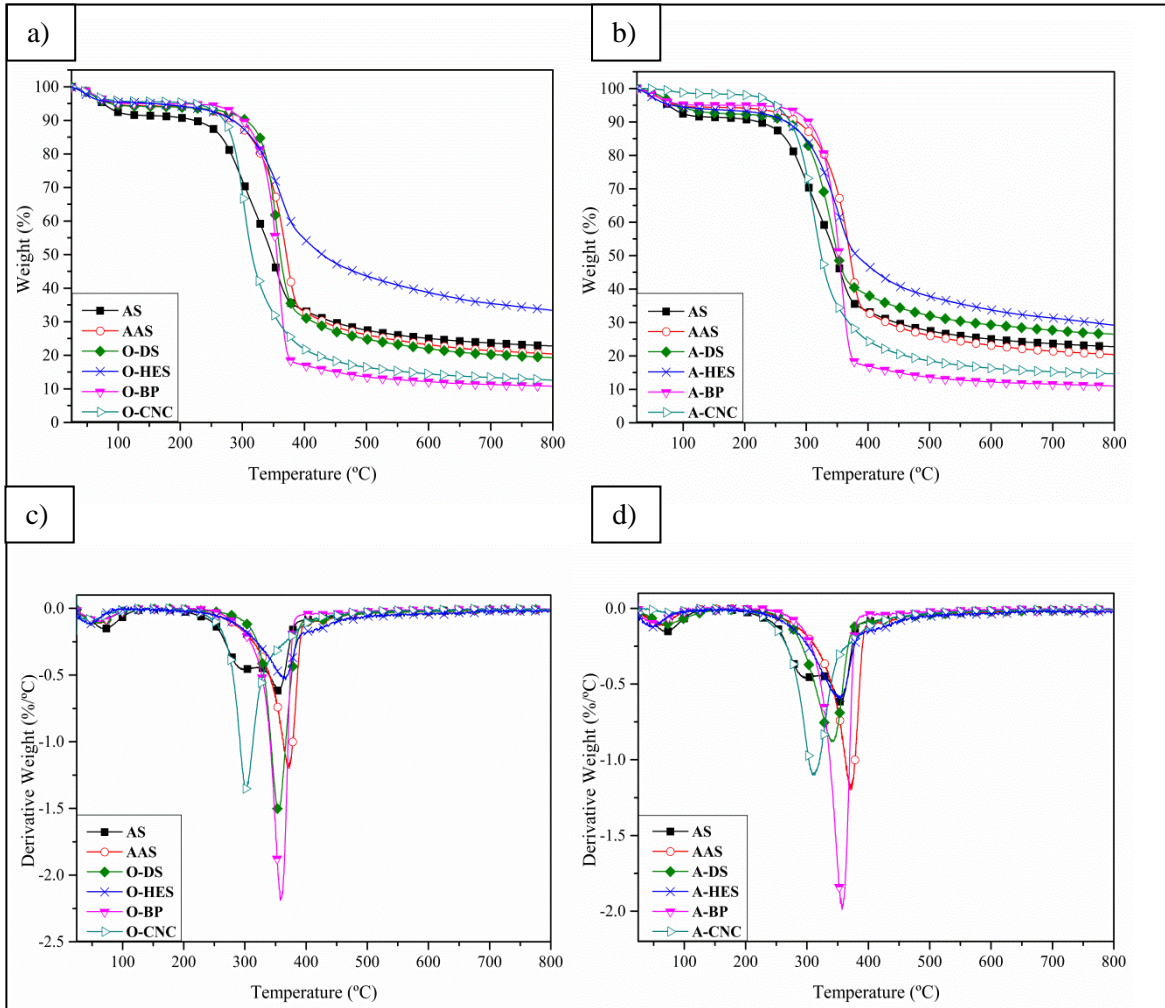 a)
100
90
80
70
60
50
40
30
20
10
0
Weight (%)
AS
AAS
O-DS
O-HES
O-BP
O-CNC
100 200 300 400 500 600 700 800
Temperature (ºC)
b)
100
90
80
70
60
50
40
30
20
10
0
Weight (%)
AS
AAS
A-DS
A-HES
A-BP
A-CNC
100 200 300 400 500 600 700 800
Temperature (ºC)
c)
0.0
-0.5
-1.0
-1.5
-2.0
-2.5
Derivative Weight (%/ºC)
AS
AAS
O-DS
O-HES
O-BP
O-CNC
100 200 300 400 500 600 700 800
Temperature (ºC)
d)
0.0
-0.5
-1.0
-1.5
-2.0
Derivative Weight (%/ºC)
AS
AAS
A-DS
A-HES
A-BP
A-CNC
100 200 300 400 500 600 700 800
Temperature (ºC)